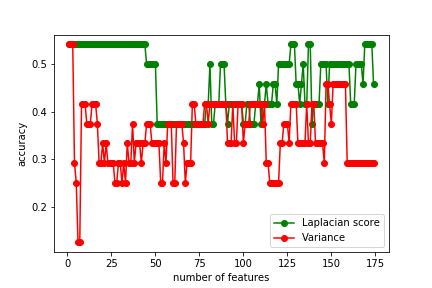 0.5
0.4
0.3
0.2
accuracy
0 25 50 75 100 125 150 175
number of features
Laplacian score
Variance